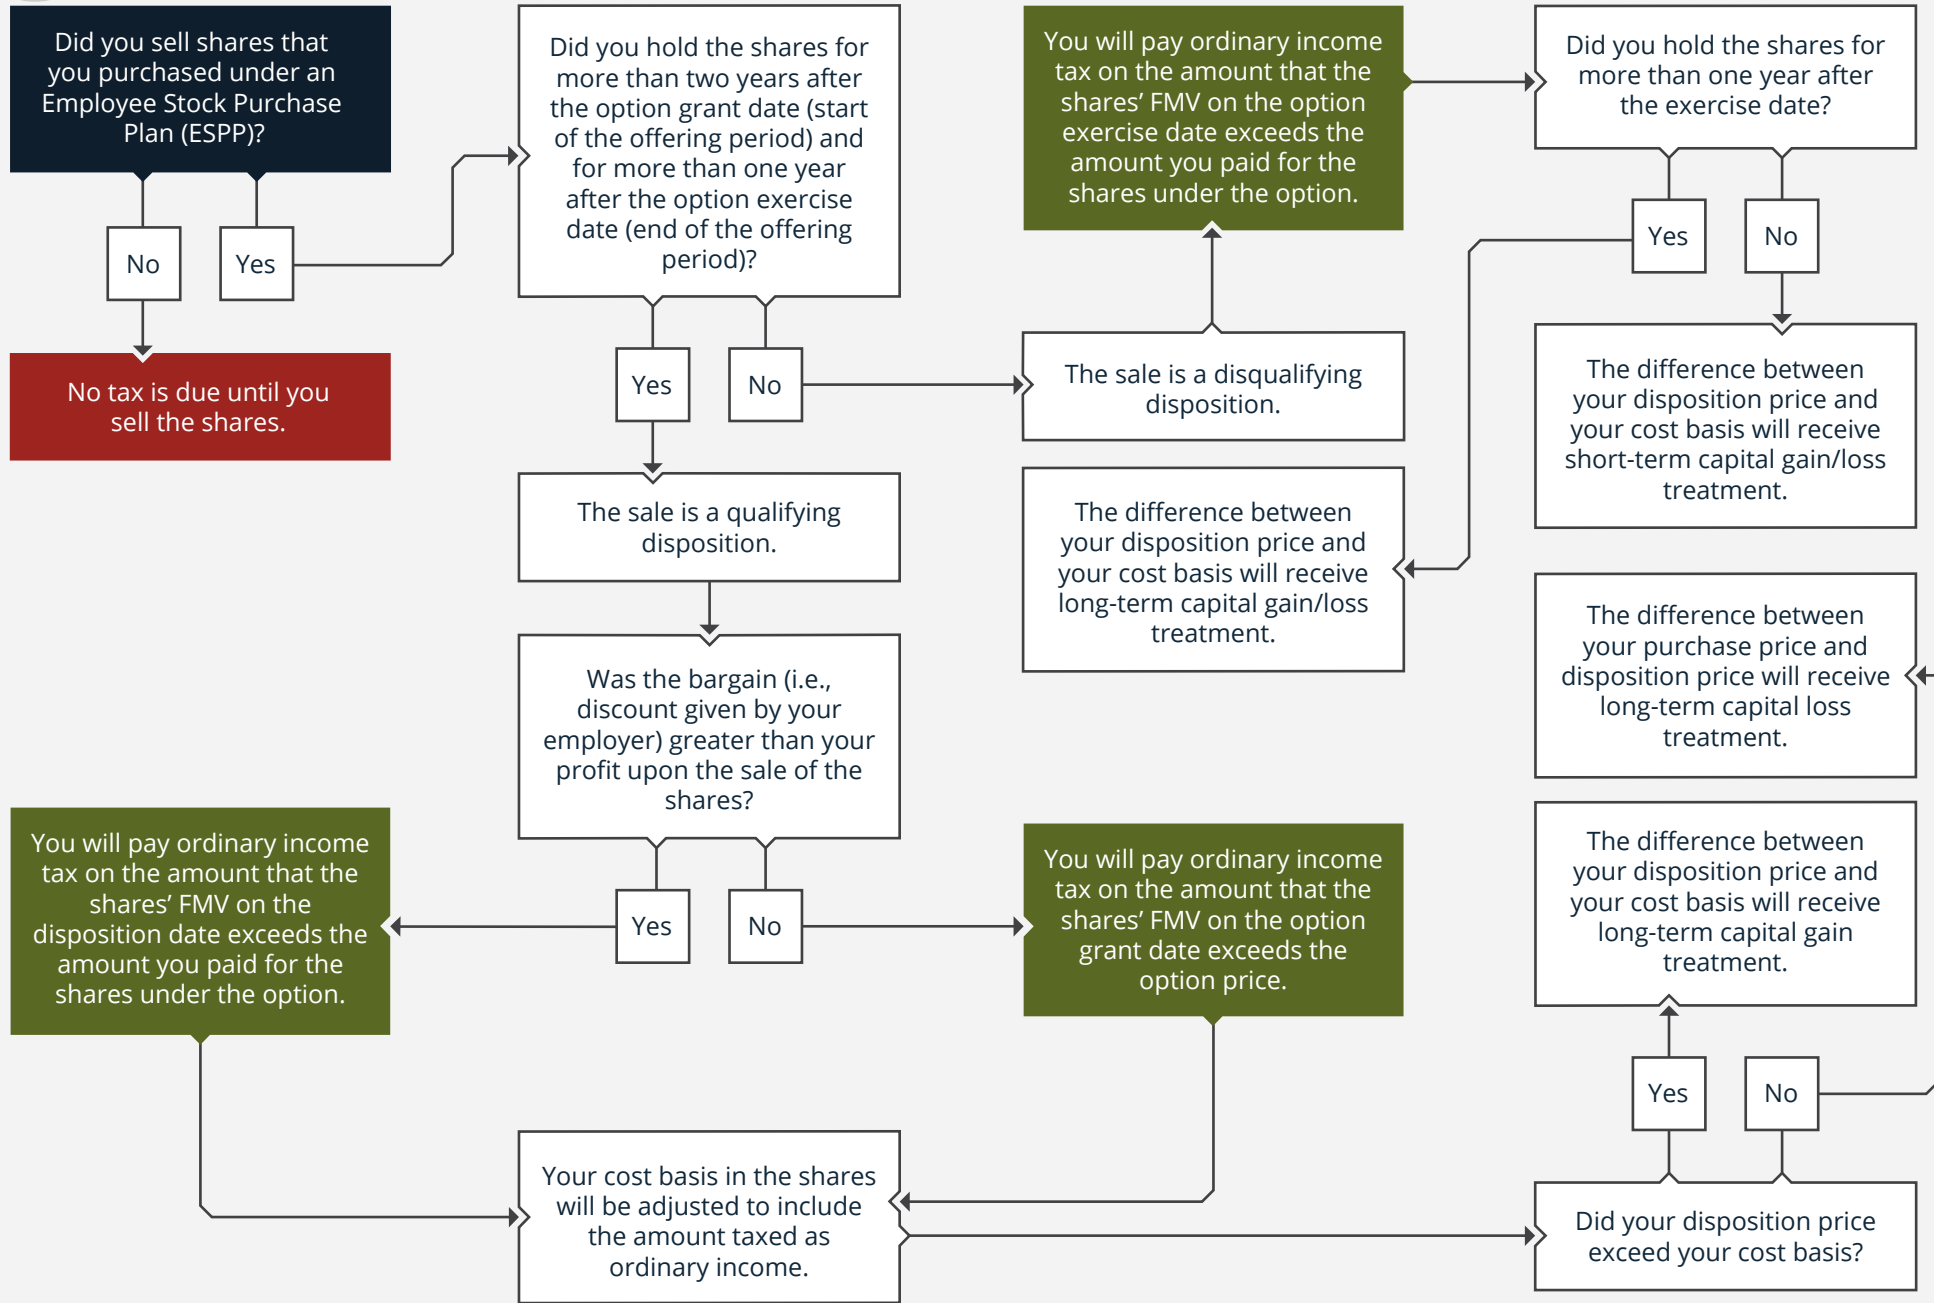 Did you sell shares that
you purchased under an
Employee Stock Purchase
Plan (ESPP)?
No
Yes
No tax is due until you
sell the shares.
Did you hold the shares for
more than two years after
the option grant date (start
of the offering period) and
for more than one year
after the option exercise
date (end of the offering
period)?
Yes
No
The sale is a qualifying
disposition.
Was the bargain (i.e.,
discount given by your
employer) greater than your
profit upon the sale of the
shares?
Yes
No
You will pay ordinary income
tax on the amount that the
shares’ FMV on the
disposition date exceeds the
amount you paid for the
shares under the option.
Your cost basis in the shares
will be adjusted to include
the amount taxed as
ordinary income.
You will pay ordinary income
tax on the amount that the
shares’ FMV on the option
exercise date exceeds the
amount you paid for the
shares under the option.
The sale is a disqualifying
disposition.
The difference between
your disposition price and
your cost basis will receive
long-term capital gain/loss
treatment.
You will pay ordinary income
tax on the amount that the
shares’ FMV on the option
grant date exceeds the
option price.
Did you hold the shares for
more than one year after
the exercise date?
Yes
No
The difference between
your disposition price and
your cost basis will receive
short-term capital gain/loss
treatment.
The difference between
your purchase price and
disposition price will receive
long-term capital loss
treatment.
The difference between
your disposition price and
your cost basis will receive
long-term capital gain
treatment.
Yes
No
Did your disposition price
exceed your cost basis?